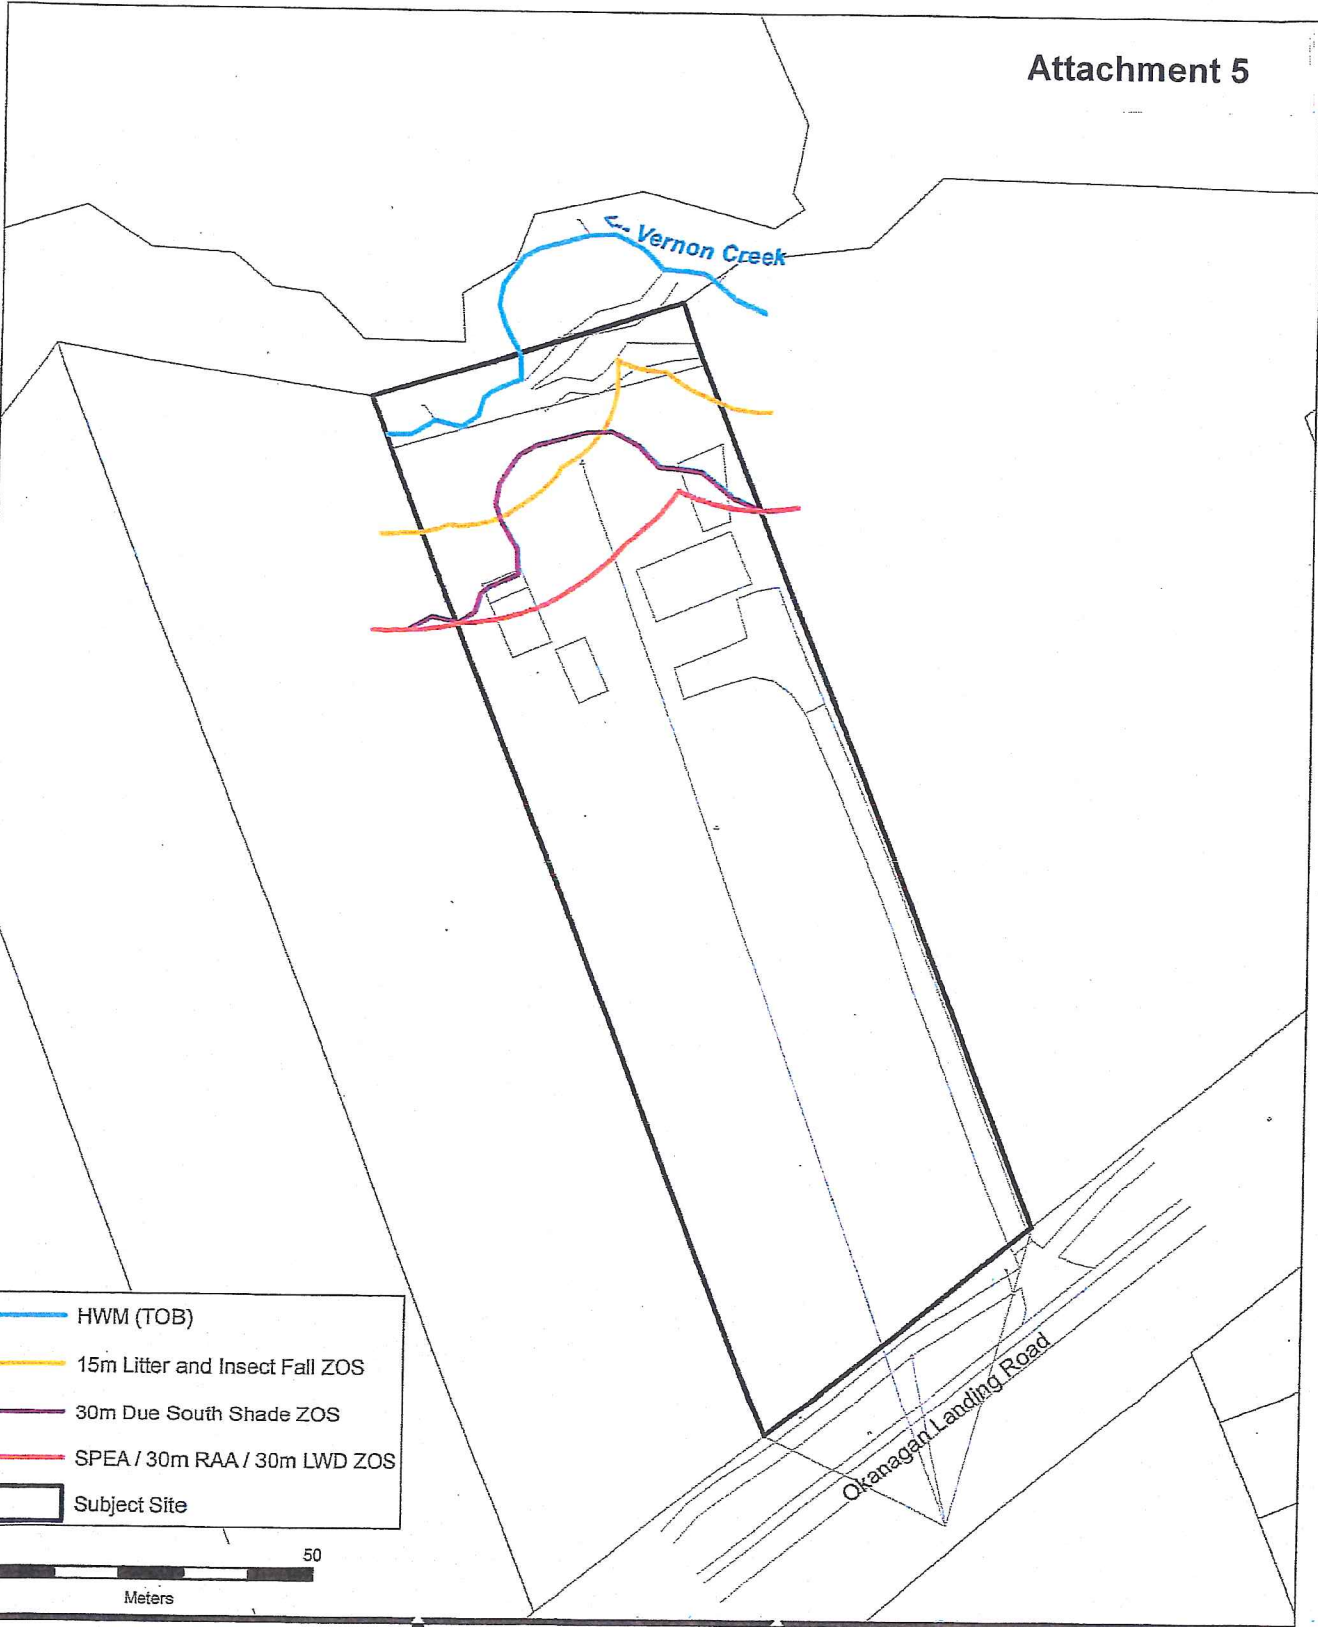 Attachment 5
<-- Vernon Creek
Okanagan Landing Road
HWM (TOB)
15m Litter and Insect Fall ZOS
30m Due South Shade ZOS
SPEA / 30m RAA / 30m LWD ZOS
Subject Site
50
Meters